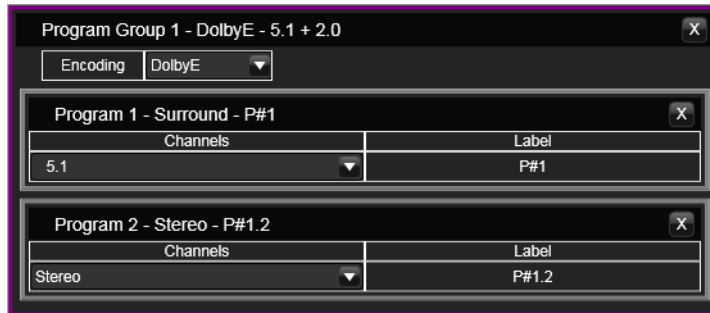 Program Group 1 - DolbyE - 5.1 + 2.0 X
Encoding DolbyE
Program 1 - Surround - P#1 X
Channels Label
5.1 P#1
Program 2 - Stereo - P#1.2 X
Channels Label
Stereo P#1.2